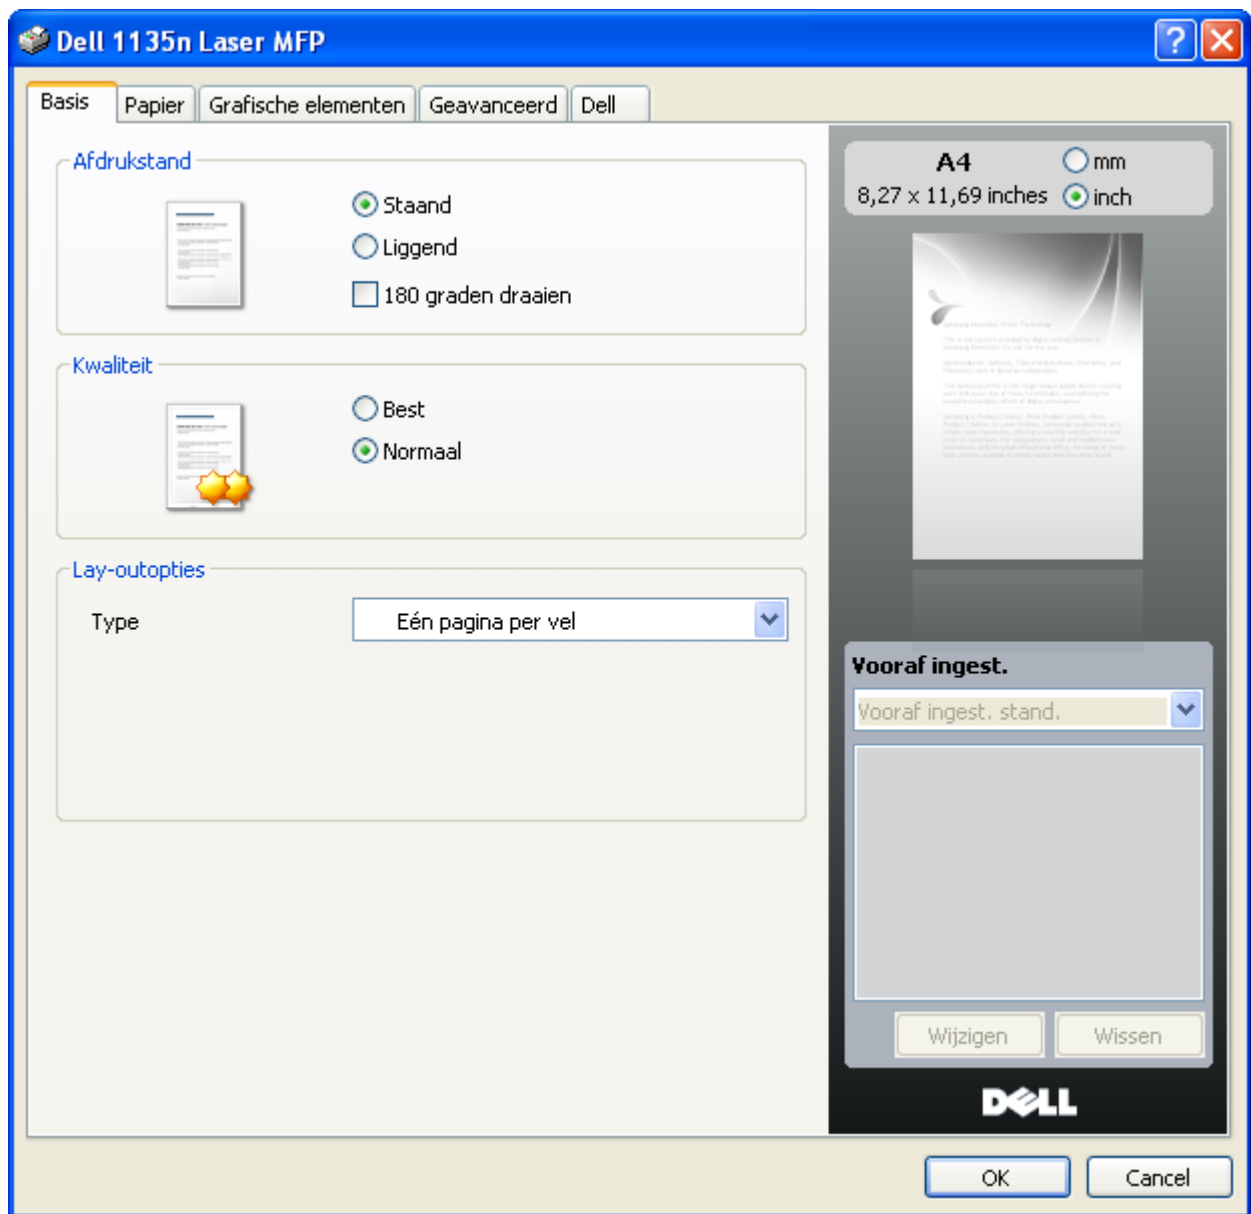 Dell 1135n Laser MFP
Basis
Papier
Grafische elementen
Geavanceerd
Dell
Afdrukstand
Staand
Liggend
180 graden draaien
Kwaliteit
Best
Normaal
Lay-outopties
Type
Eén pagina per vel
A4
mm
8,27 x 11,69 inches
inch
Vooraf ingest.
Vooraf ingest. stand.
Wijzigen
Wissen
DELL
OK
Cancel